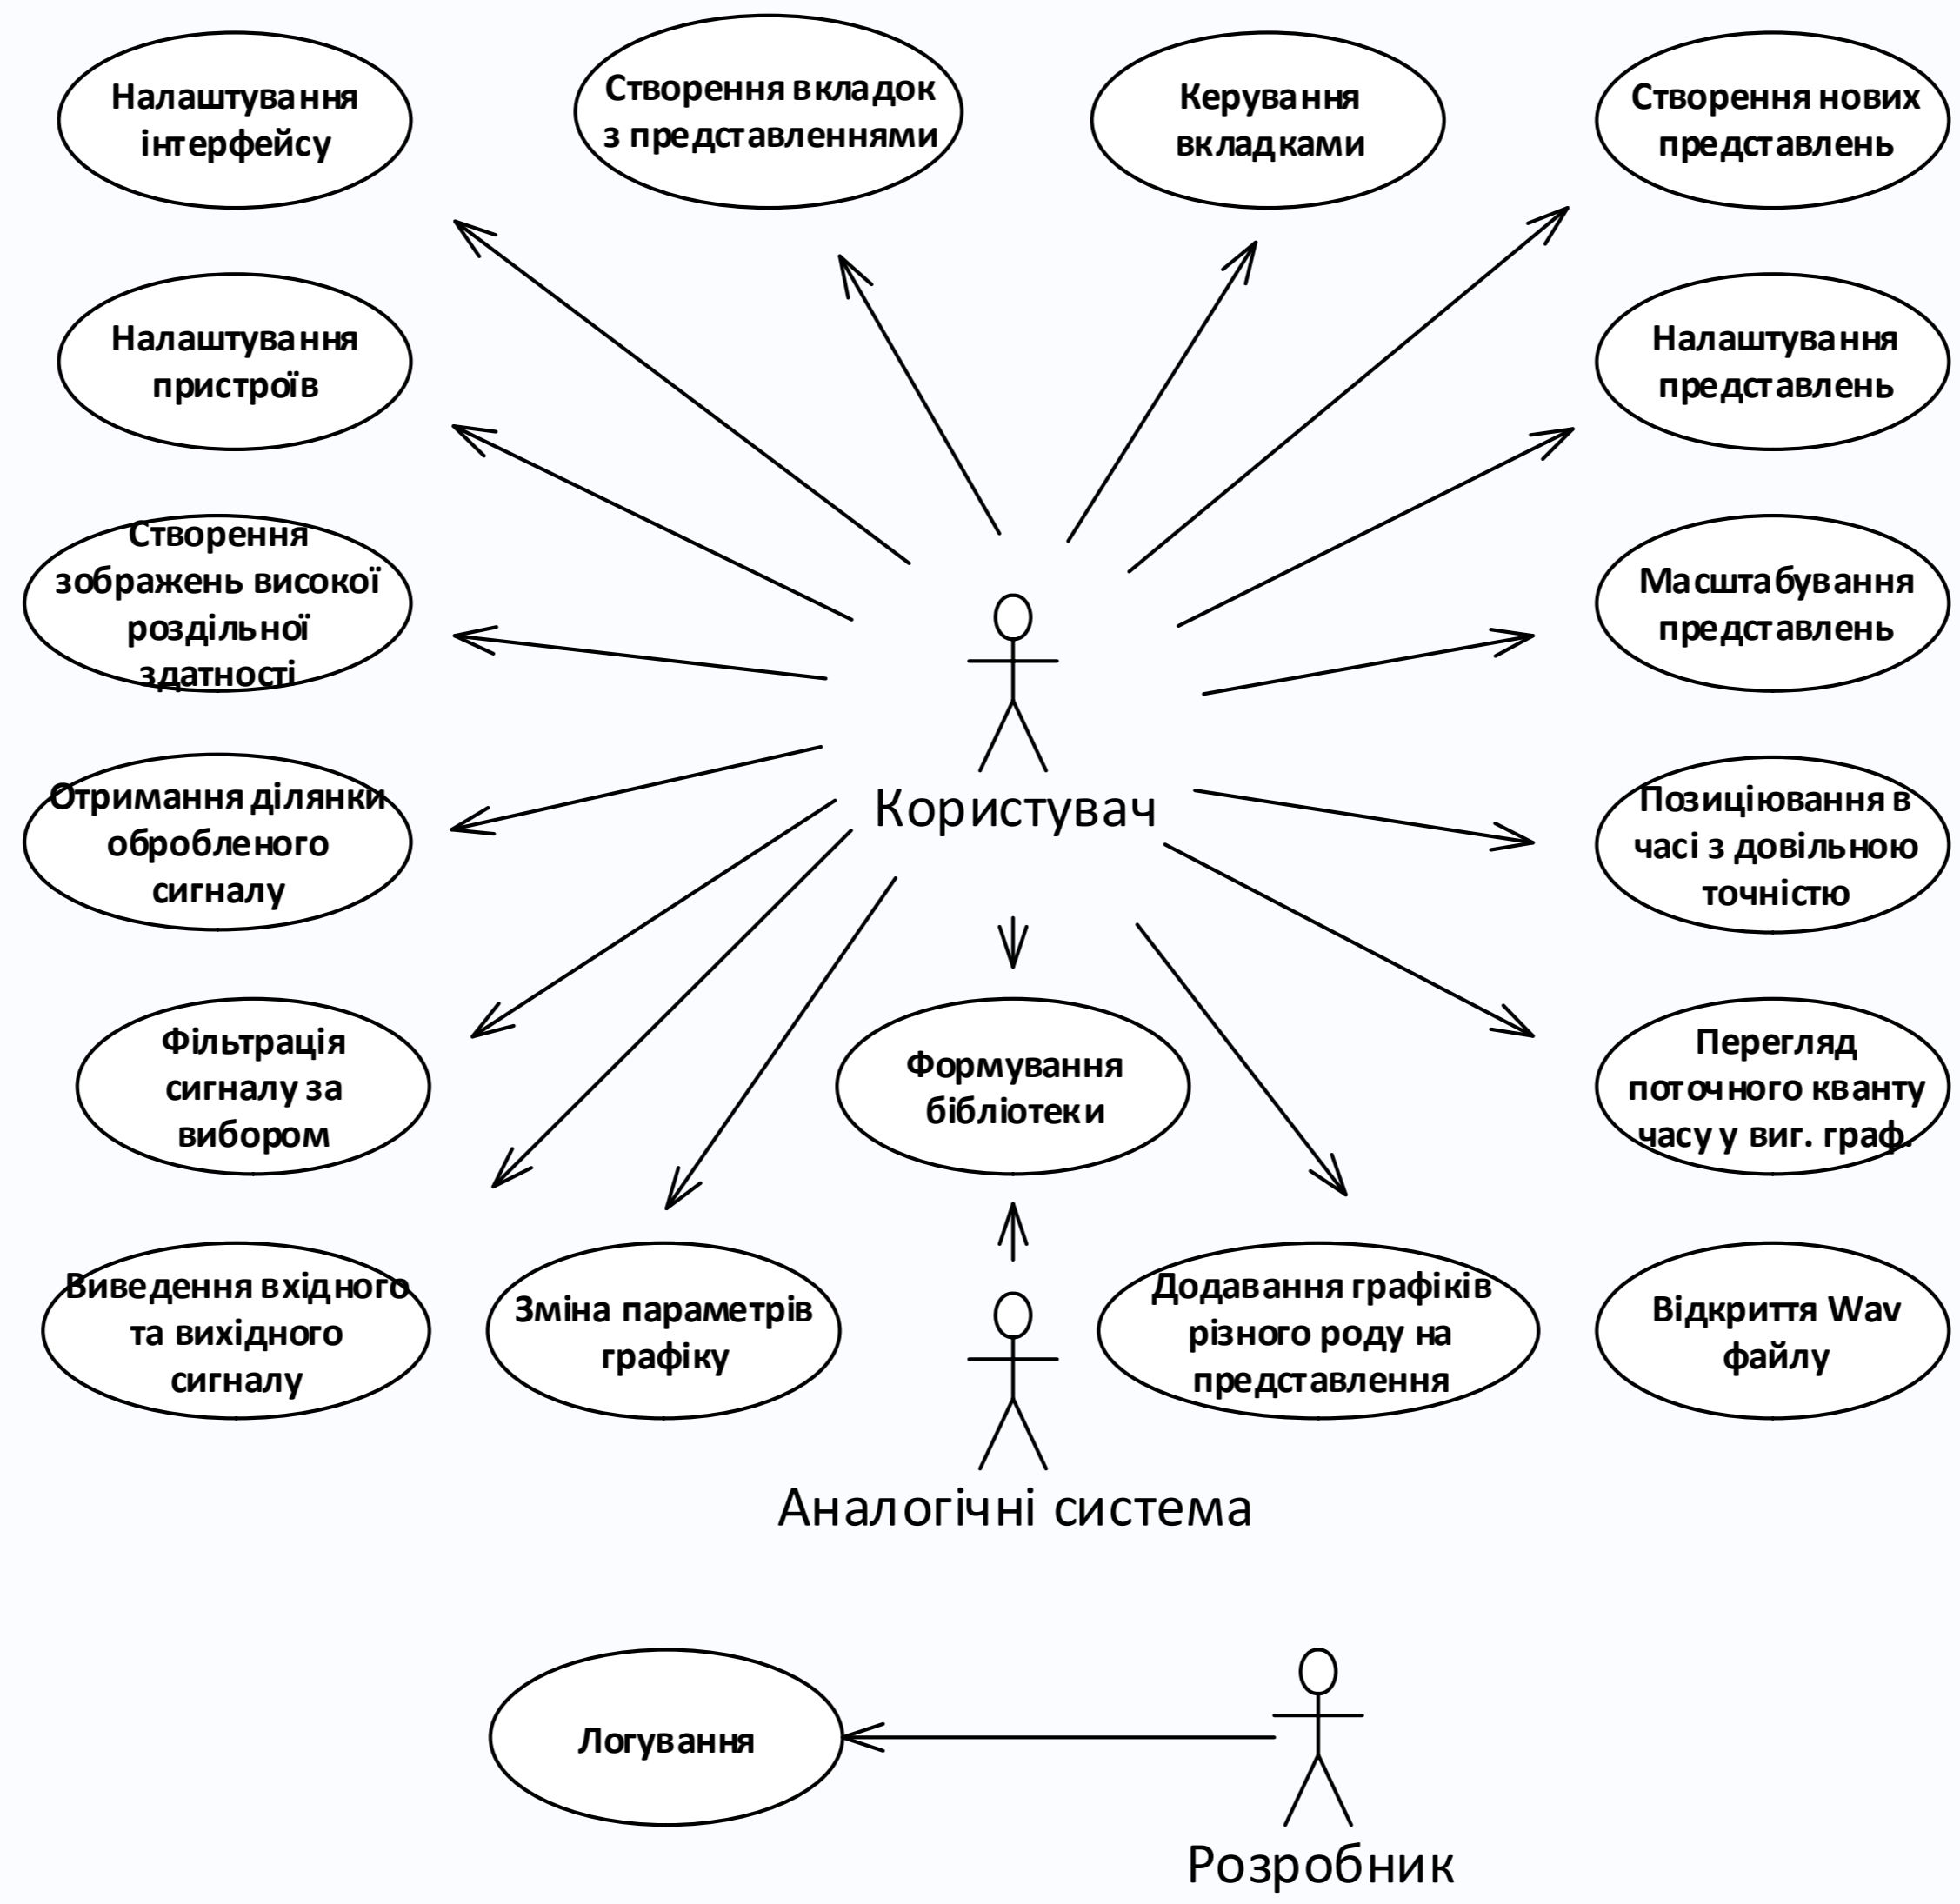 Налаштування
інтерфейсу
Створення вкладок
з представленнями
Керування
вкладками
Створення нових
представлень
Налаштування
пристроїв
Налаштування
представлень
Створення
зображень високої
роздільної
здатності
Масштабування
представлень
Користувач
Отримання ділянки
обробленого
сигналу
Позиціювання в
часі з довільною
точністю
Фільтрація
сигналу за
вибором
Формування
бібліотеки
Перегляд
поточного кванту
часу у виг. граф.
Виведення вхідного
та вихідного
сигналу
Зміна параметрів
графіку
Додавання графіків
різного роду на
представлення
Відкриття Wav
файлу
Аналогічні система
Логування
Розробник